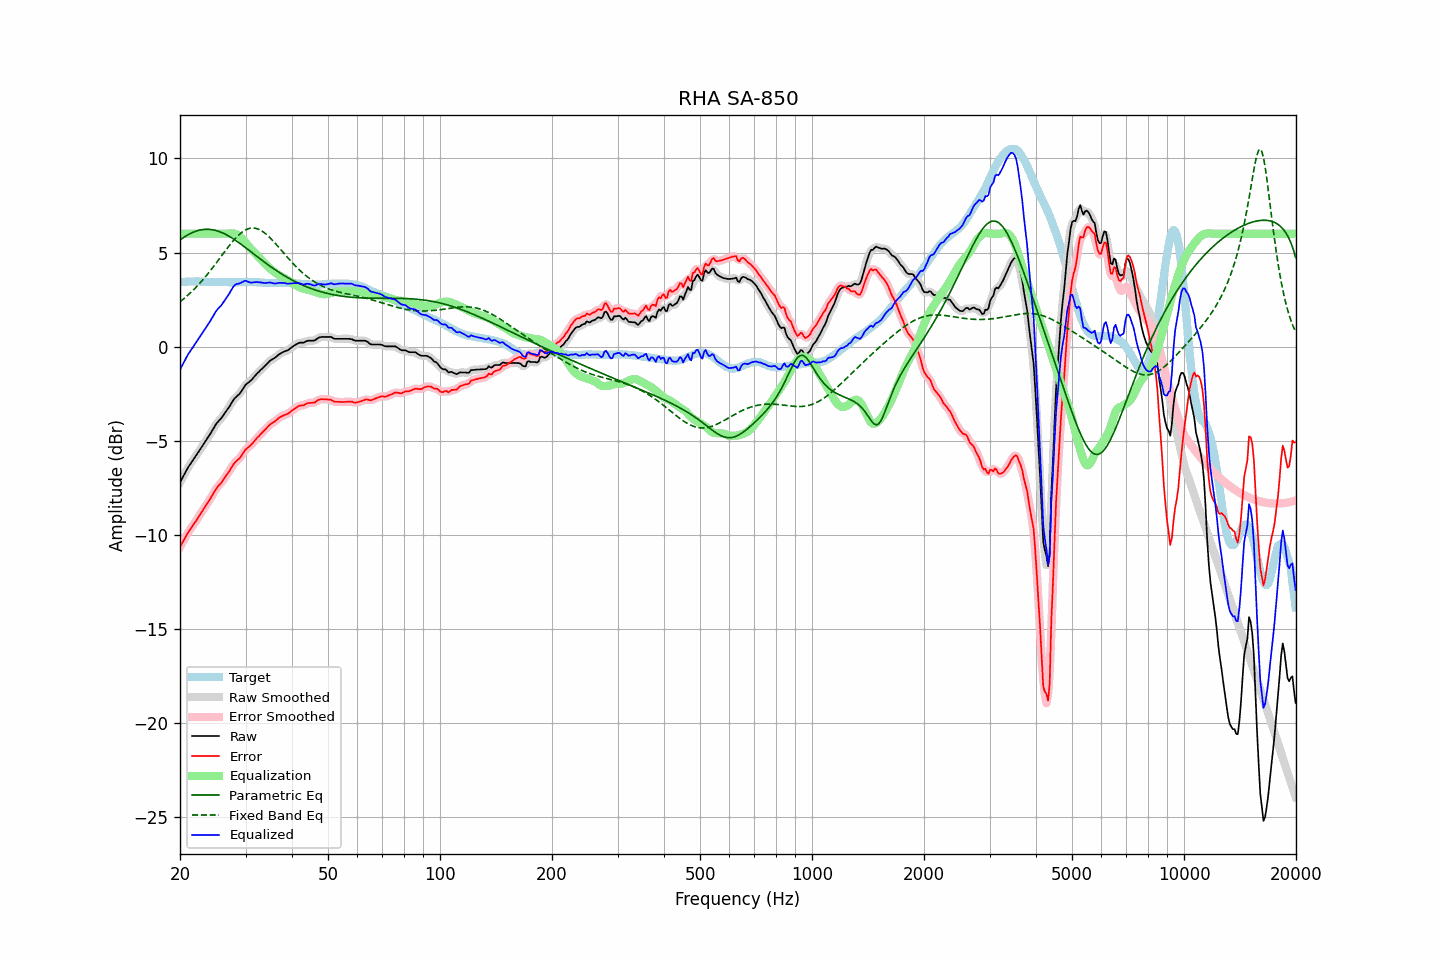 RHA SA-850
Amplitude (dBr)
10
5
0
−5
−10
−15
−20
−25
Target
Raw Smoothed
Error Smoothed
Raw
Error
Equalization
Parametric Eq
Fixed Band Eq
Equalized
20
50
100
200
500
1000
2000
5000
10000
20000
Frequency (Hz)